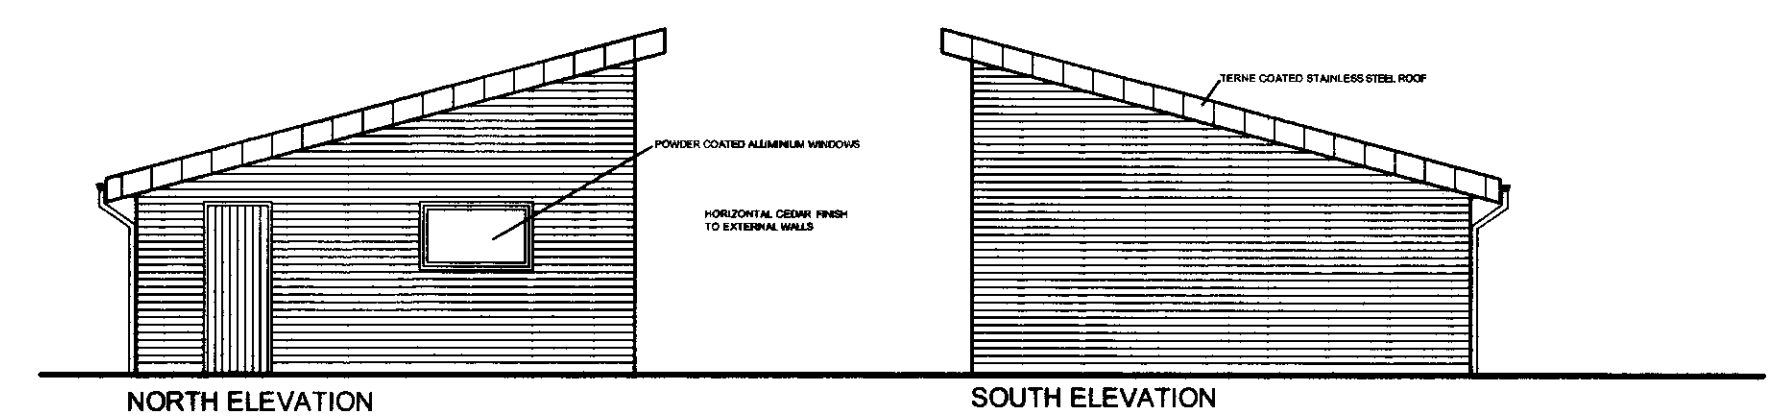 TERNE COATED STAINLESS STEEL ROOF
POWDER COATED ALUMINIUM WINDOWS
HORIZONTAL CEDAR FINISH
TO EXTERNAL WALLS
NORTH ELEVATION
SOUTH ELEVATION